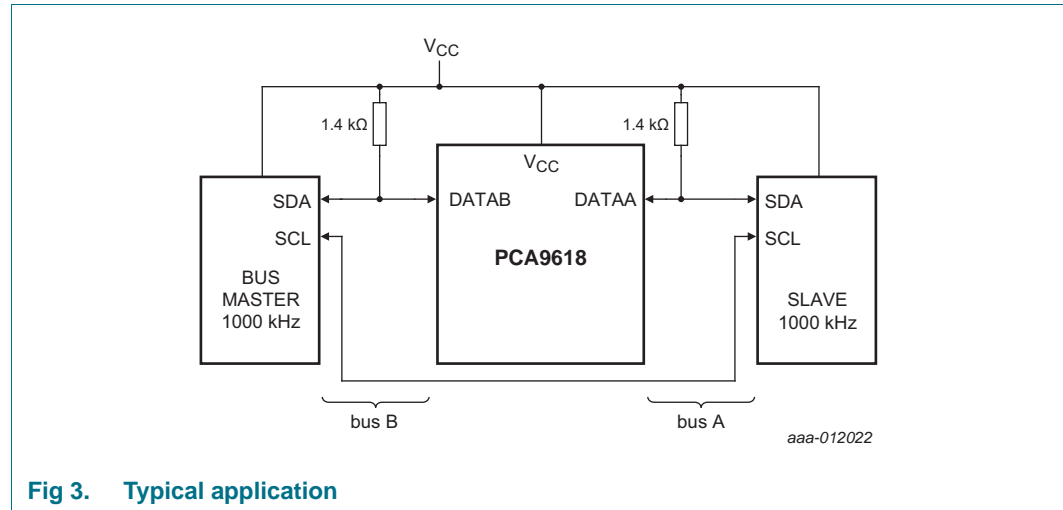 VCC
1.4 kΩ
1.4 kΩ
VCC
SDA
DATAB
DATAA
SDA
SCL
PCA9618
SCL
BUS
MASTER
1000 kHz
SLAVE
1000 kHz
bus B
bus A
aaa-012022
Fig 3. Typical application